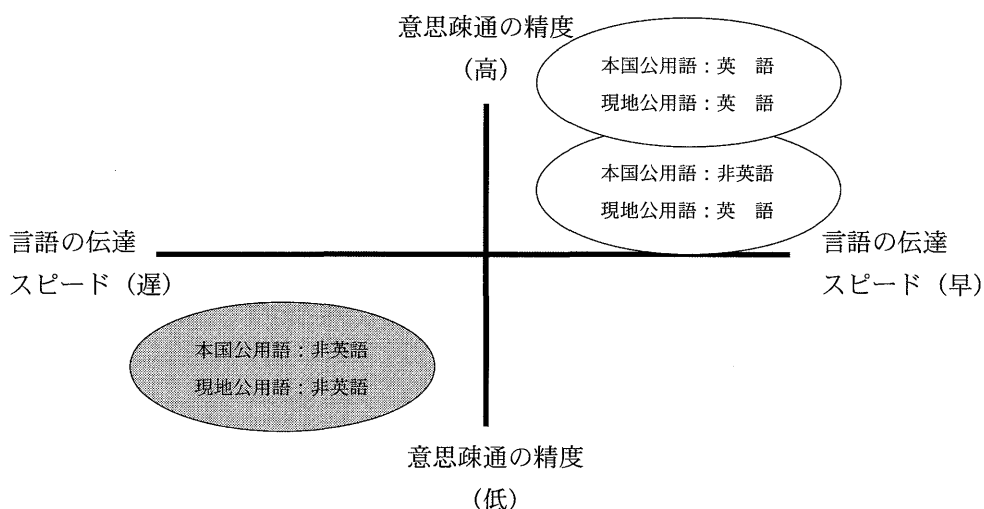 意思疎通の精度
(高)
本国公用語：英　語
現地公用語：英　語
本国公用語：非英語
現地公用語：英　語
言語の伝達
スピード（遅）
言語の伝達
スピード（早）
本国公用語：非英語
現地公用語：非英語
意思疎通の精度
(低)